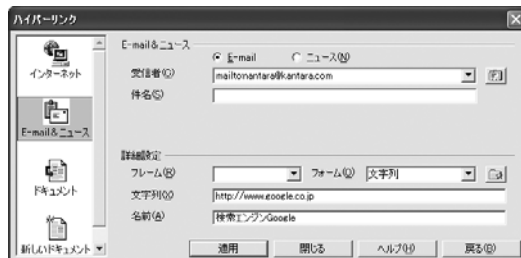 ハイパーリンク
インターネット
E-mail&ニュース
ドキュメント
新しいドキュメント
E-mail&ニュース
E-mail
ニュース(N)
受信者(C)
mailtonantara@kantara.com
件名(S)
詳細設定
フレーム(R)
フォーム(O)
文字列
文字列(X)
http://www.google.co.jp
名前(A)
検索エンジンGoogle
適用
閉じる
ヘルプ(H)
戻る(B)